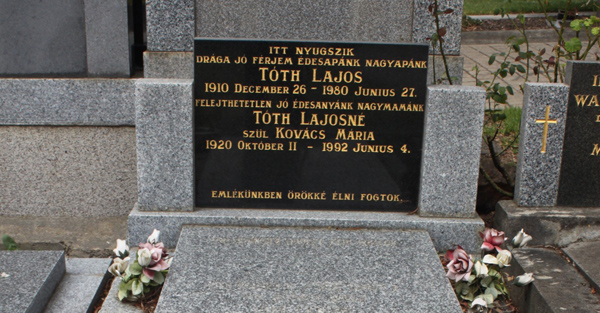 ITT NYUGSZIK
DRÁGA JÓ FÉRJEM ÉDESAPÁNK NAGYAPÁNK
TÓTH LAJOS
1910 DECEMBER 26 - 1980 JUNIUS 27.
FELEJTHETETLEN JÓ ÉDESANYÁNK NAGYMAMÁNK
TÓTH LAJOSNÉ
SZÜL KOVÁCS MÁRIA
1920 OKTÓBER 11 - 1992 JUNIUS 4.
EMLÉKÜNKBEN ÖRÖKKÉ ÉLNI FOGTOK...